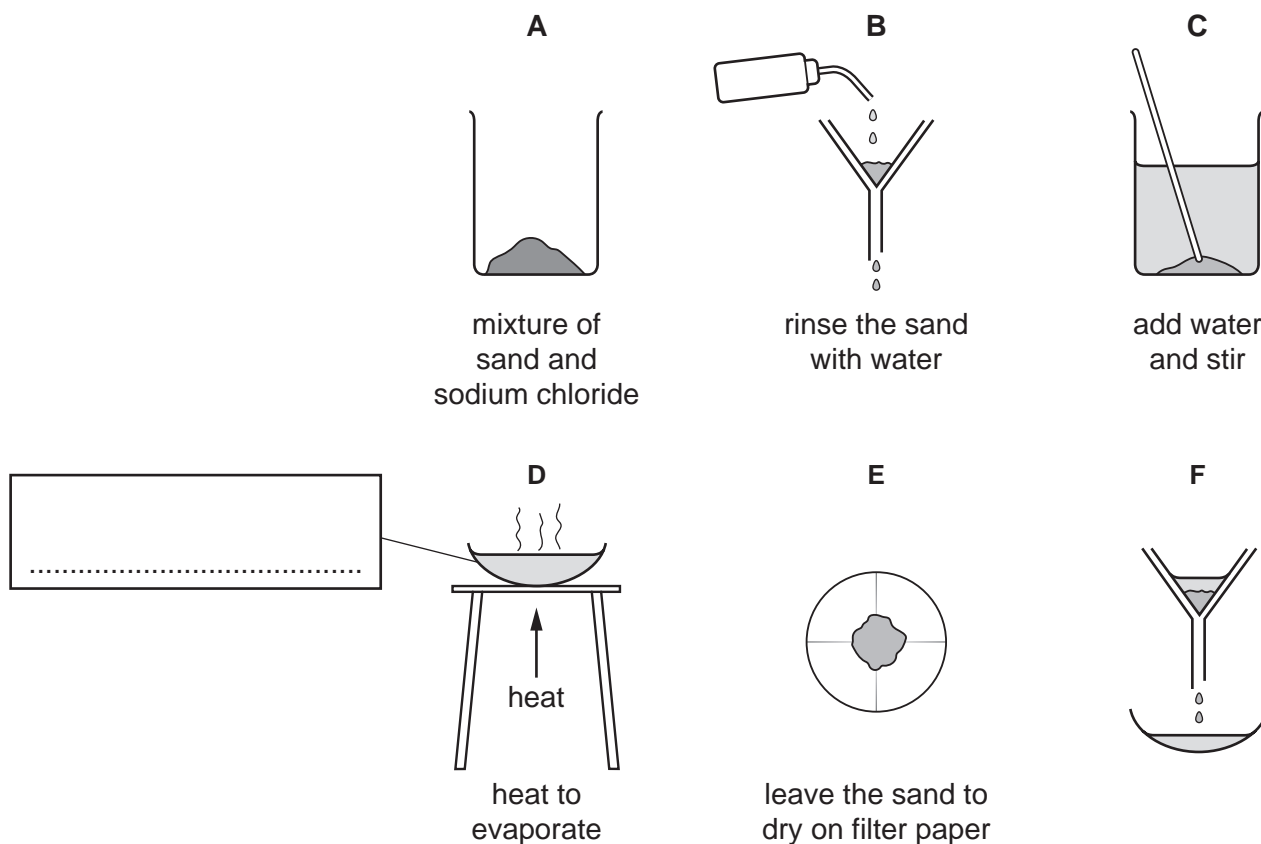 A
B
C
mixture of
sand and
sodium chloride
rinse the sand
with water
add water
and stir
D
E
F
........................................
heat
heat to
evaporate
leave the sand to
dry on filter paper